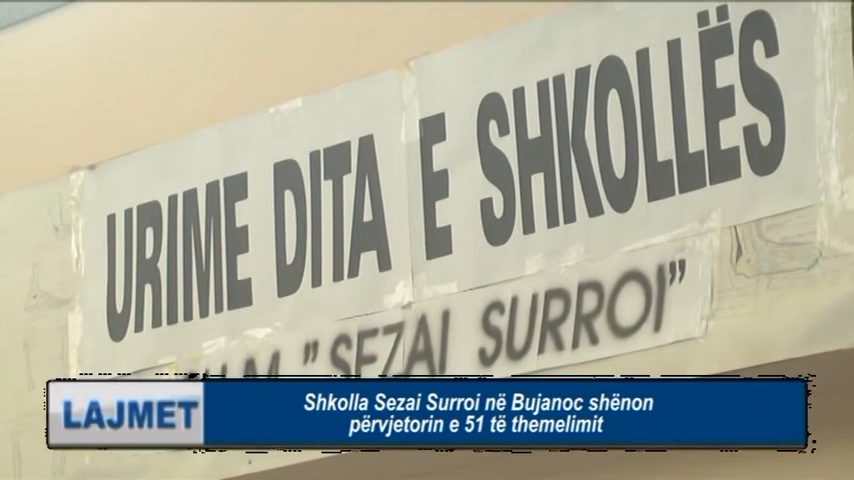 URIME DITA E SHKOLLËS
"SEZAI SURROI"
LAJMET
Shkolla Sezai Surroi në Bujanoc shënon
përvjetorin e 51 të themelimit